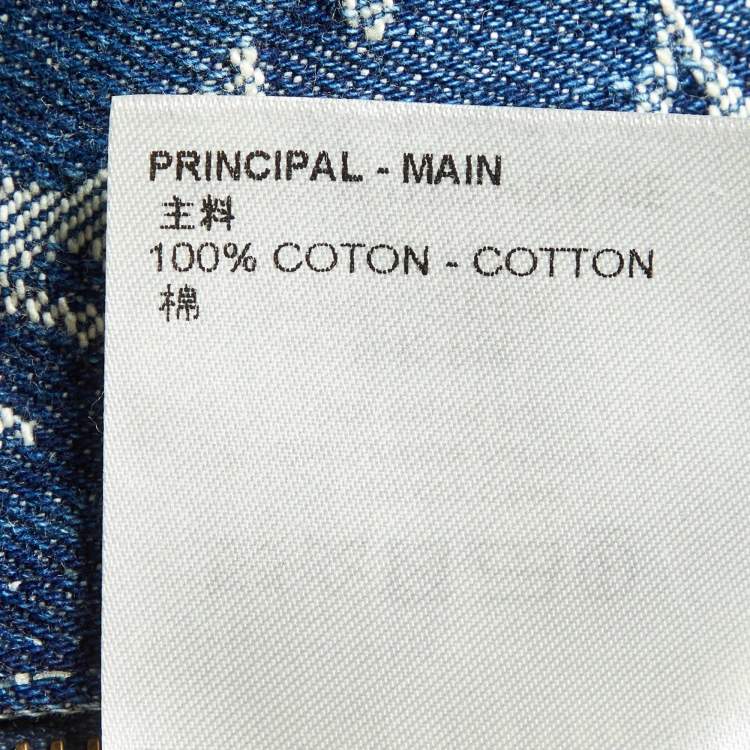 PRINCIPAL - MAIN
主料
100% COTON - COTTON
棉